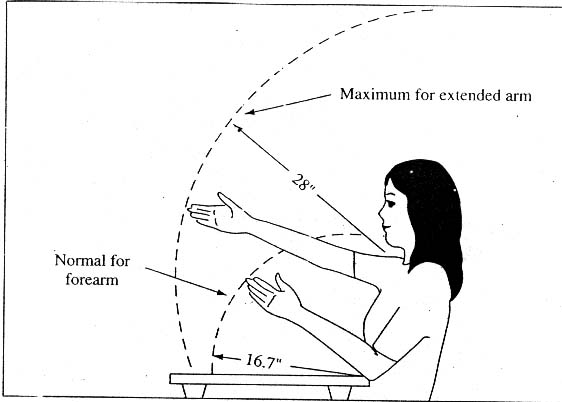 Maximum for extended arm
28"
Normal for
forearm
16.7"